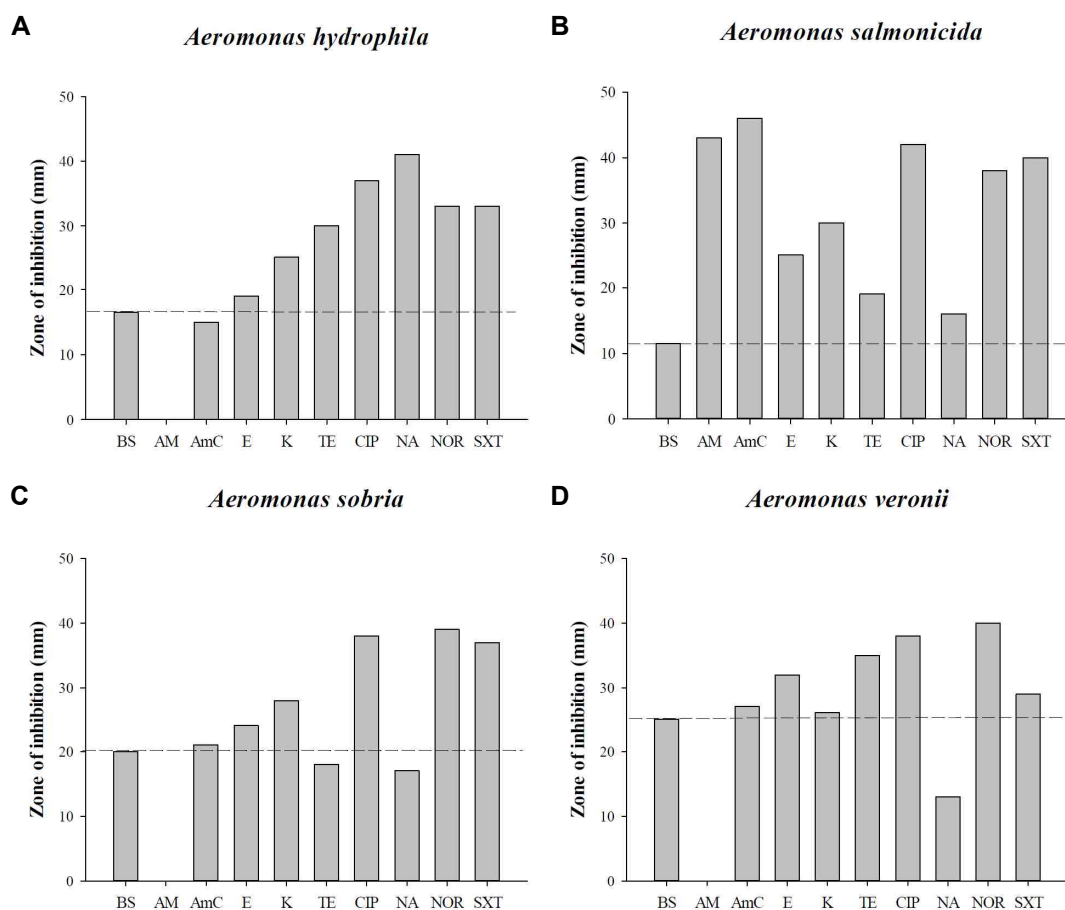 A
Aeromonas hydrophila
50
40
30
20
10
0
Zone of inhibition (mm)
BS AM AmC E K TE CIP NA NOR SXT
B
Aeromonas salmonicida
50
40
30
20
10
0
Zone of inhibition (mm)
BS AM AmC E K TE CIP NA NOR SXT
C
Aeromonas sobria
50
40
30
20
10
0
Zone of inhibition (mm)
BS AM AmC E K TE CIP NA NOR SXT
D
Aeromonas veronii
50
40
30
20
10
0
Zone of inhibition (mm)
BS AM AmC E K TE CIP NA NOR SXT